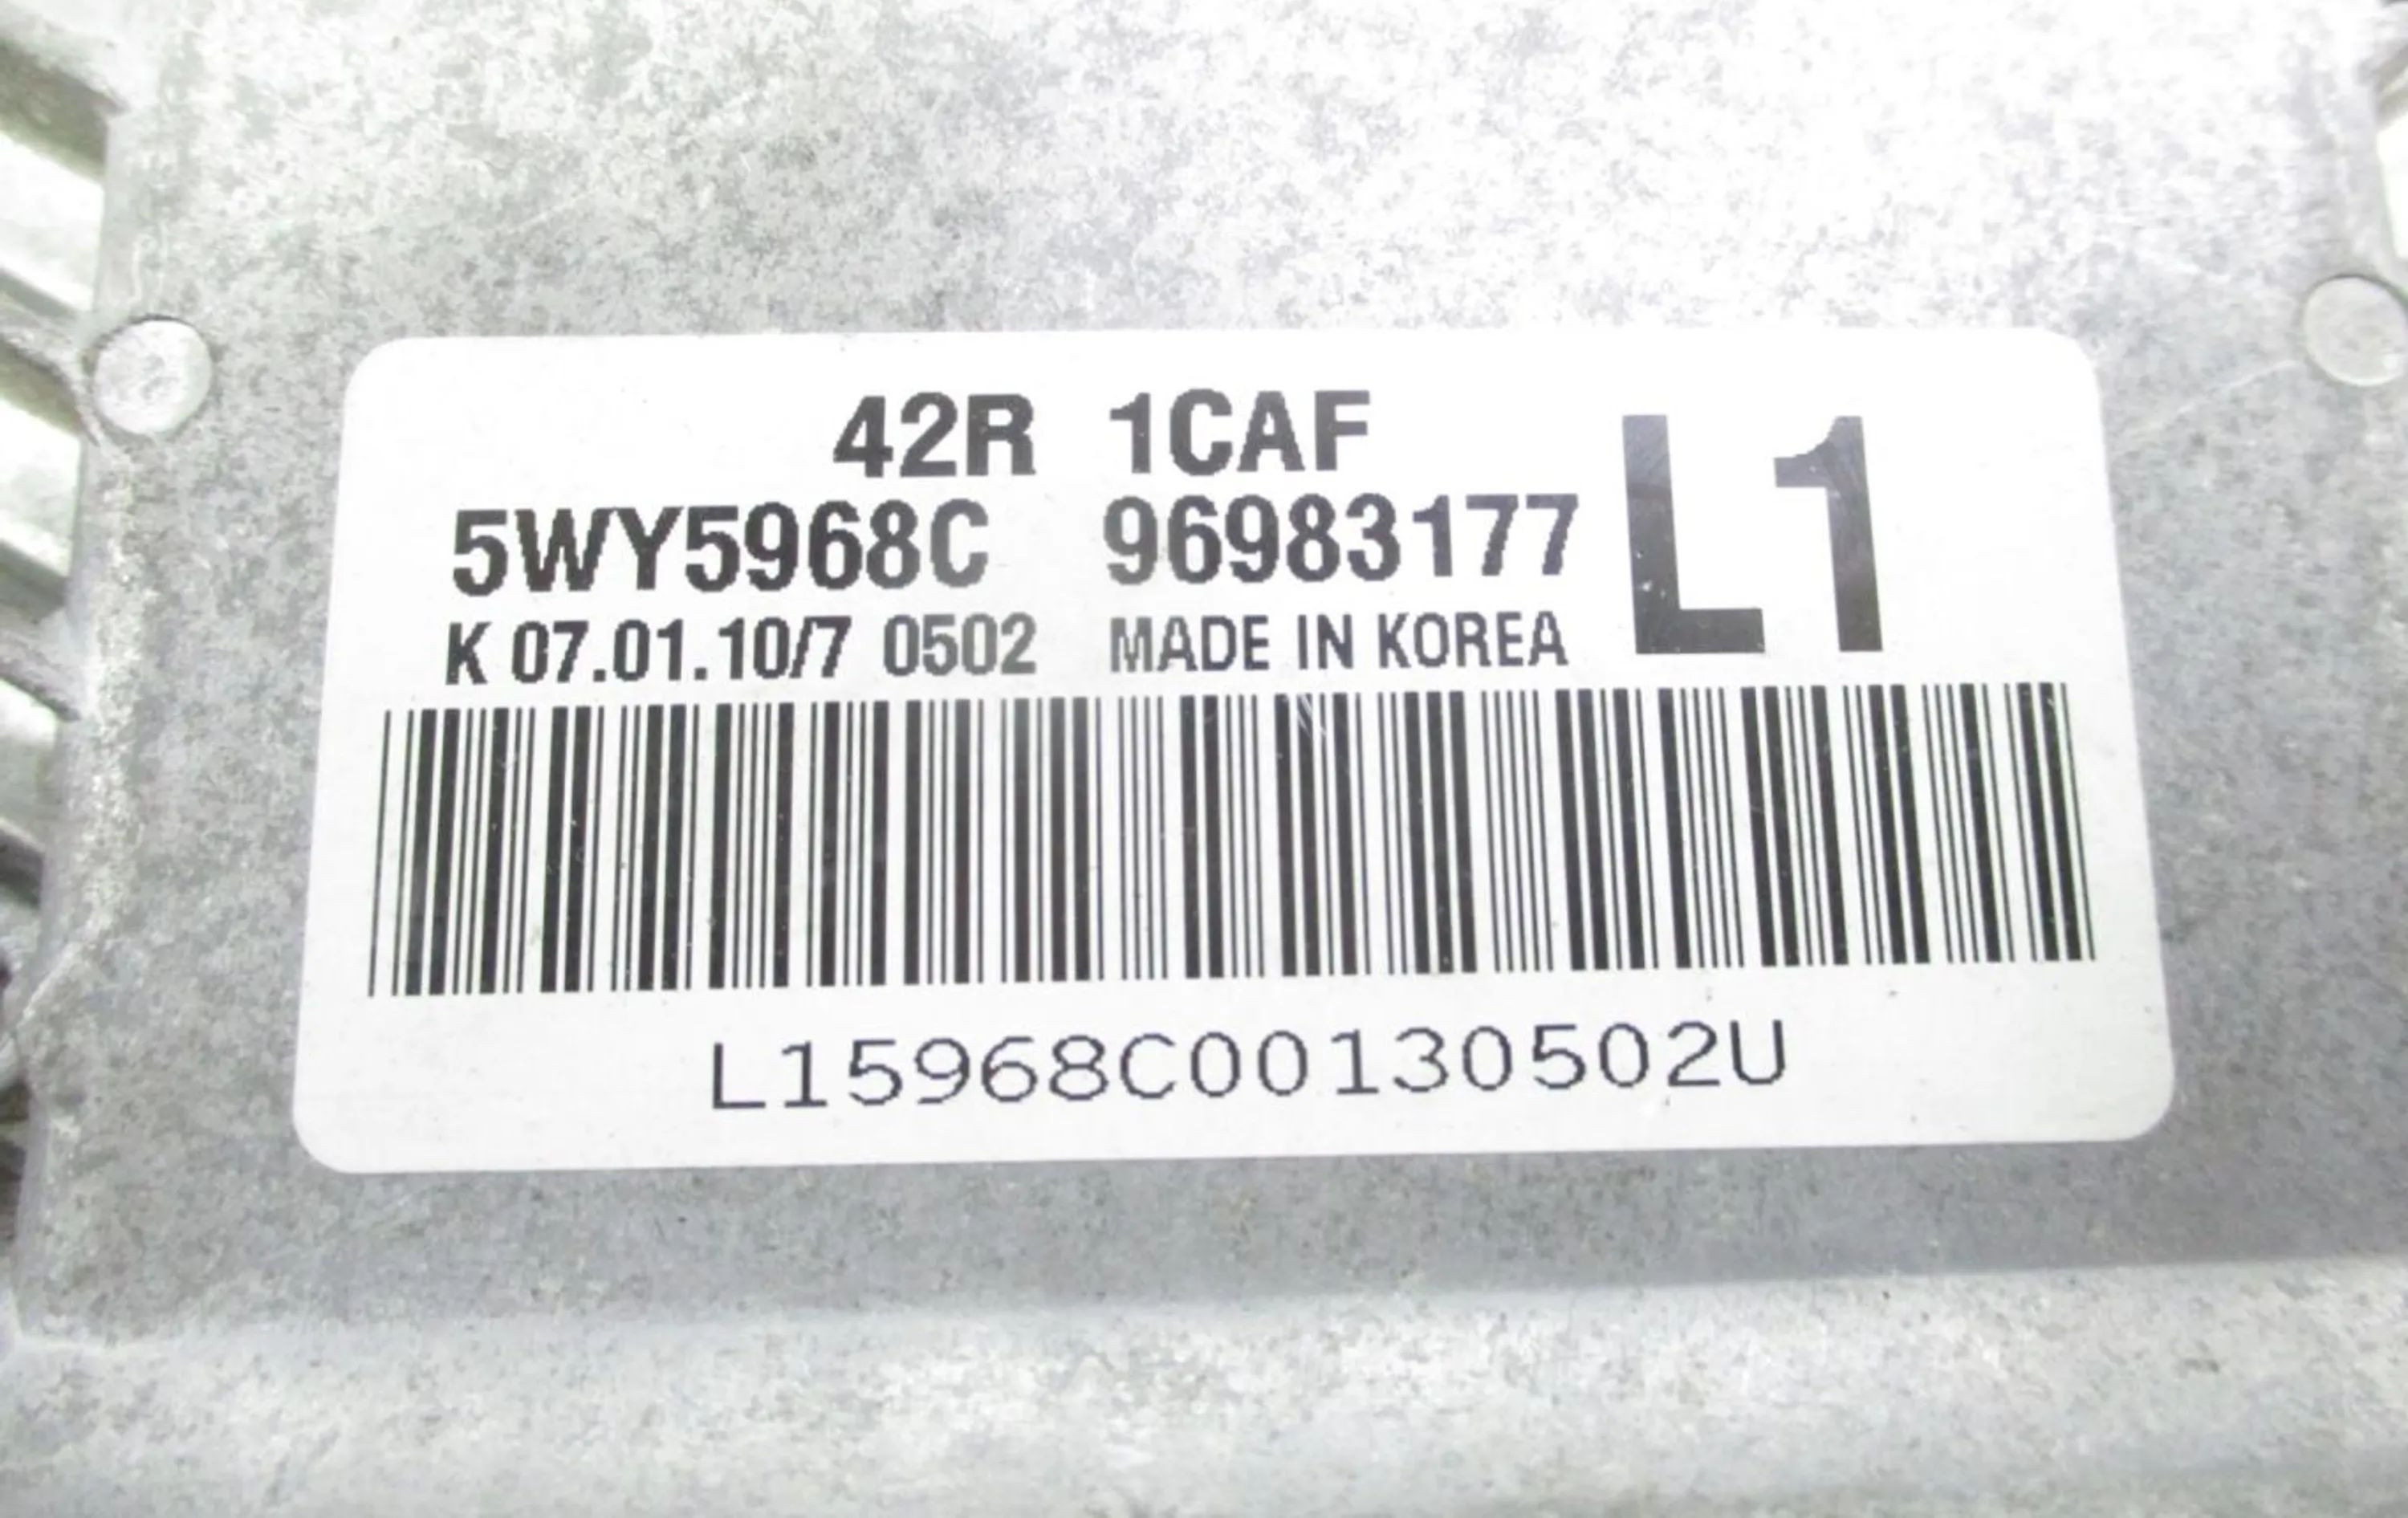 42R 1CAF
L1
5WY5968C 96983177
K 07.01.10/7 0502 MADE IN KOREA
L15968C00130502U